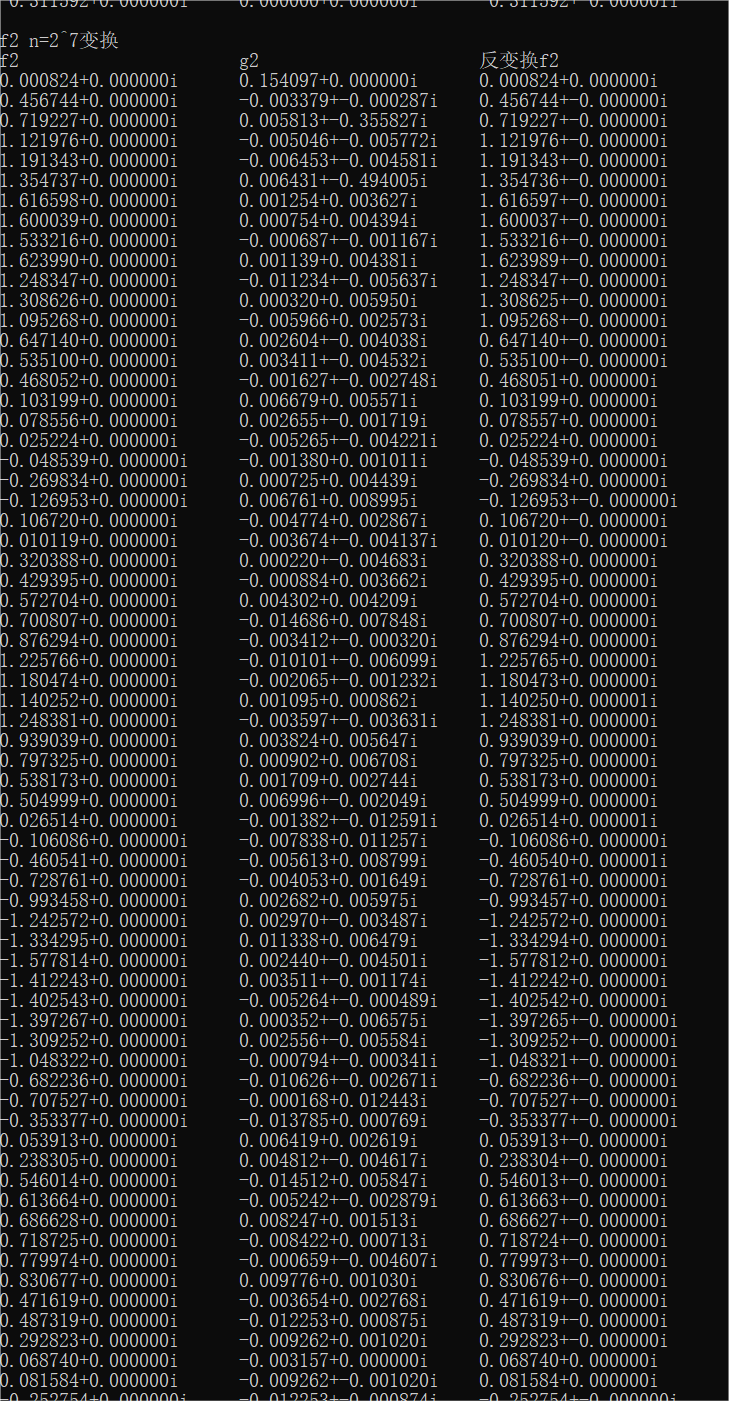 0.311592+0.000000i 0.311592+-0.000001i
f2 n=2^7变换
f2 g2 反变换f2
0.000824+0.000000i 0.154097+0.000000i 0.000824+0.000000i
0.456744+0.000000i -0.003379+-0.000287i 0.456744+-0.000000i
0.719227+0.000000i 0.005813+-0.355827i 0.719227+-0.000000i
1.121976+0.000000i -0.005046+-0.005772i 1.121976+-0.000000i
1.191343+0.000000i -0.006453+-0.004581i 1.191343+-0.000000i
1.354737+0.000000i 0.006431+-0.494005i 1.354736+-0.000000i
1.616598+0.000000i 0.001254+0.003627i 1.616597+-0.000000i
1.600039+0.000000i 0.000754+0.004394i 1.600037+-0.000000i
1.533216+0.000000i -0.000687+-0.001167i 1.533216+-0.000000i
1.623990+0.000000i 0.001139+0.004381i 1.623989+-0.000000i
1.248347+0.000000i -0.011234+-0.005637i 1.248347+-0.000000i
1.308626+0.000000i 0.000320+0.005950i 1.308625+-0.000000i
1.095268+0.000000i -0.005966+0.002573i 1.095268+-0.000000i
0.647140+0.000000i 0.002604+-0.004038i 0.647140+-0.000000i
0.535100+0.000000i 0.003411+-0.004532i 0.535100+-0.000000i
0.468052+0.000000i -0.001627+-0.002748i 0.468051+0.000000i
0.103199+0.000000i 0.006679+0.005571i 0.103199+0.000000i
0.078556+0.000000i 0.002655+-0.001719i 0.078557+0.000000i
0.025224+0.000000i -0.005265+-0.004221i 0.025224+0.000000i
-0.048539+0.000000i -0.001380+0.001011i -0.048539+0.000000i
-0.269834+0.000000i 0.000725+0.004439i -0.269834+0.000000i
-0.126953+0.000000i 0.006761+0.008995i -0.126953+-0.000000i
0.106720+0.000000i -0.004774+0.002867i 0.106720+-0.000000i
0.010119+0.000000i -0.003674+-0.004137i 0.010120+-0.000000i
0.320388+0.000000i 0.000220+-0.004683i 0.320388+0.000000i
0.429395+0.000000i -0.000884+0.003662i 0.429395+0.000000i
0.572704+0.000000i 0.004302+0.004209i 0.572704+0.000000i
0.700807+0.000000i -0.014686+0.007848i 0.700807+0.000000i
0.876294+0.000000i -0.003412+-0.000320i 0.876294+0.000000i
1.225766+0.000000i -0.010101+-0.006099i 1.225765+0.000000i
1.180474+0.000000i -0.002065+-0.001232i 1.180473+0.000000i
1.140252+0.000000i 0.001095+0.000862i 1.140250+0.000001i
1.248381+0.000000i -0.003597+-0.003631i 1.248381+0.000000i
0.939039+0.000000i 0.003824+0.005647i 0.939039+0.000000i
0.797325+0.000000i 0.000902+0.006708i 0.797325+0.000000i
0.538173+0.000000i 0.001709+0.002744i 0.538173+0.000000i
0.504999+0.000000i 0.006996+-0.002049i 0.504999+0.000000i
0.026514+0.000000i -0.001382+-0.012591i 0.026514+0.000001i
-0.106086+0.000000i -0.007838+0.011257i -0.106086+0.000000i
-0.460541+0.000000i -0.005613+0.008799i -0.460540+0.000001i
-0.728761+0.000000i -0.004053+0.001649i -0.728761+0.000000i
-0.993458+0.000000i 0.002682+0.005975i -0.993457+0.000000i
-1.242572+0.000000i 0.002970+-0.003487i -1.242572+0.000000i
-1.334295+0.000000i 0.011338+0.006479i -1.334294+0.000000i
-1.577814+0.000000i 0.002440+-0.004501i -1.577812+0.000000i
-1.412243+0.000000i 0.003511+-0.001174i -1.412242+0.000000i
-1.402543+0.000000i -0.005264+-0.000489i -1.402542+0.000000i
-1.397267+0.000000i 0.000352+-0.006575i -1.397265+-0.000000i
-1.309252+0.000000i 0.002556+-0.005584i -1.309252+-0.000000i
-1.048322+0.000000i -0.000794+-0.000341i -1.048321+-0.000000i
-0.682236+0.000000i -0.010626+-0.002671i -0.682236+-0.000000i
-0.707527+0.000000i -0.000168+0.012443i -0.707527+-0.000000i
-0.353377+0.000000i -0.013785+0.000769i -0.353377+-0.000000i
0.053913+0.000000i 0.006419+0.002619i 0.053913+-0.000000i
0.238305+0.000000i 0.004812+-0.004617i 0.238304+-0.000000i
0.546014+0.000000i -0.014512+0.005847i 0.546013+-0.000000i
0.613664+0.000000i -0.005242+-0.002879i 0.613663+-0.000000i
0.686628+0.000000i 0.008247+0.001513i 0.686627+-0.000000i
0.718725+0.000000i -0.008422+0.000713i 0.718724+-0.000000i
0.779974+0.000000i -0.000659+-0.004607i 0.779973+-0.000000i
0.830677+0.000000i 0.009776+0.001030i 0.830676+-0.000000i
0.471619+0.000000i -0.003654+0.002768i 0.471619+-0.000000i
0.487319+0.000000i -0.012253+0.000875i 0.487319+-0.000000i
0.292823+0.000000i -0.009262+0.001020i 0.292823+-0.000000i
0.068740+0.000000i -0.003157+0.000000i 0.068740+0.000000i
0.081584+0.000000i -0.009262+-0.001020i 0.081584+0.000000i
-0.252754+0.000000i -0.012253+-0.000874i -0.252754+0.000000i